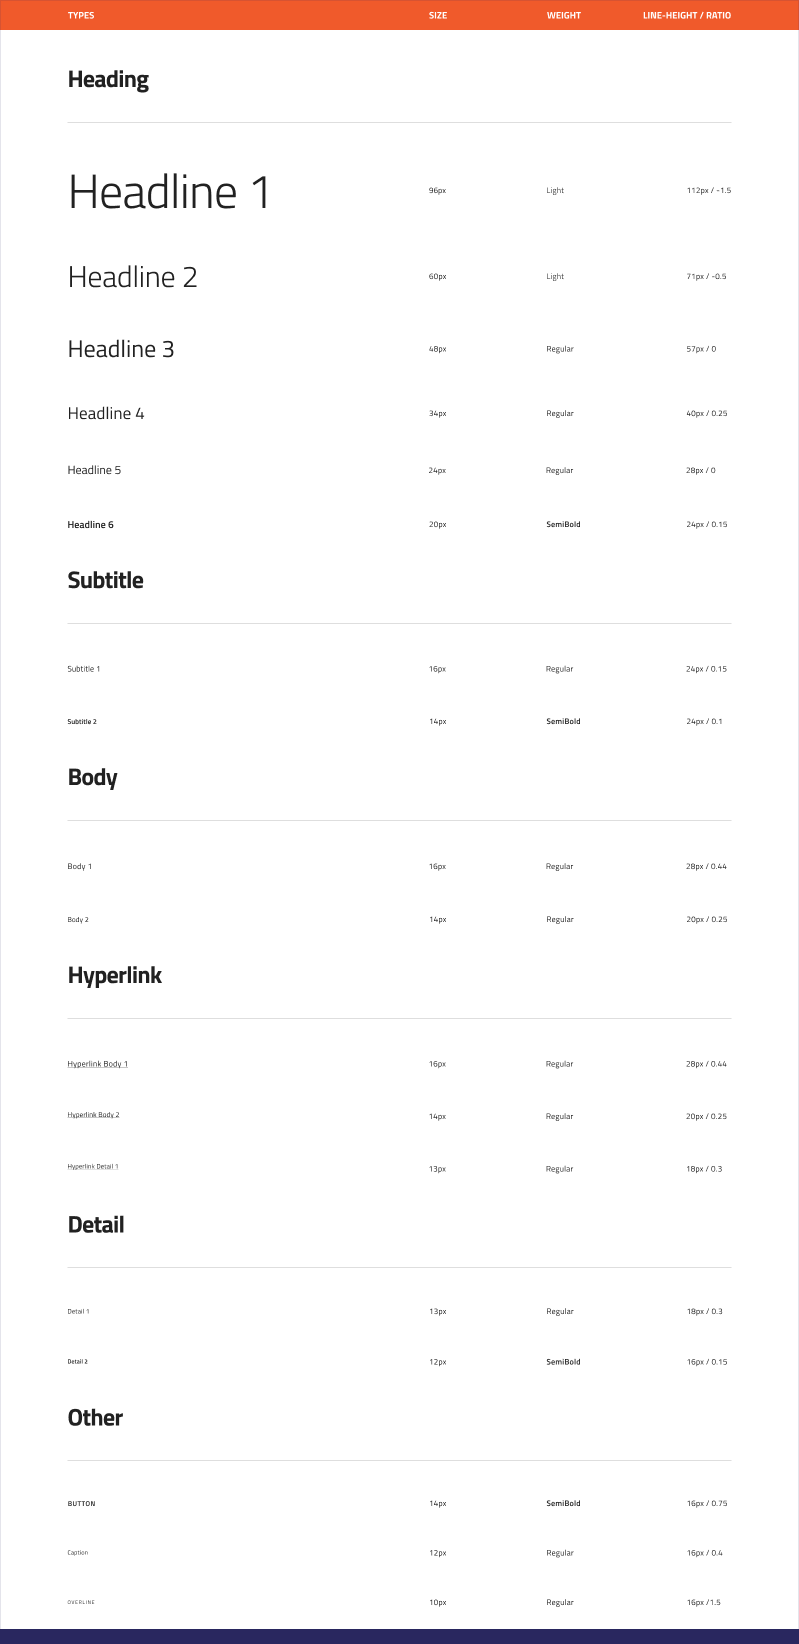 TYPES SIZE WEIGHT LINE-HEIGHT / RATIO
Heading
Headline 1 96px Light 112px / -1.5
Headline 2 60px Light 71px / -0.5
Headline 3 48px Regular 57px / 0
Headline 4 34px Regular 40px / 0.25
Headline 5 24px Regular 28px / 0
Headline 6 20px SemiBold 24px / 0.15
Subtitle
Subtitle 1 16px Regular 24px / 0.15
Subtitle 2 14px SemiBold 24px / 0.1
Body
Body 1 16px Regular 28px / 0.44
Body 2 14px Regular 20px / 0.25
Hyperlink
Hyperlink Body 1 16px Regular 28px / 0.44
Hyperlink Body 2 14px Regular 20px / 0.25
Hyperlink Detail 1 13px Regular 18px / 0.3
Detail
Detail 1 13px Regular 18px / 0.3
Detail 2 12px SemiBold 16px / 0.15
Other
BUTTON 14px SemiBold 16px / 0.75
Caption 12px Regular 16px / 0.4
OVERLINE 10px Regular 16px /1.5